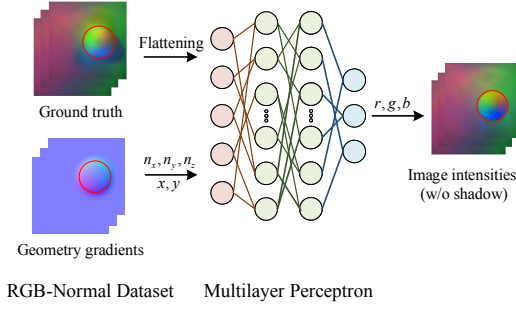 Flattening
Ground truth
n_x, n_y, n_z
x, y
r, g, b
Image intensities
(w/o shadow)
Geometry gradients
RGB-Normal Dataset
Multilayer Perceptron